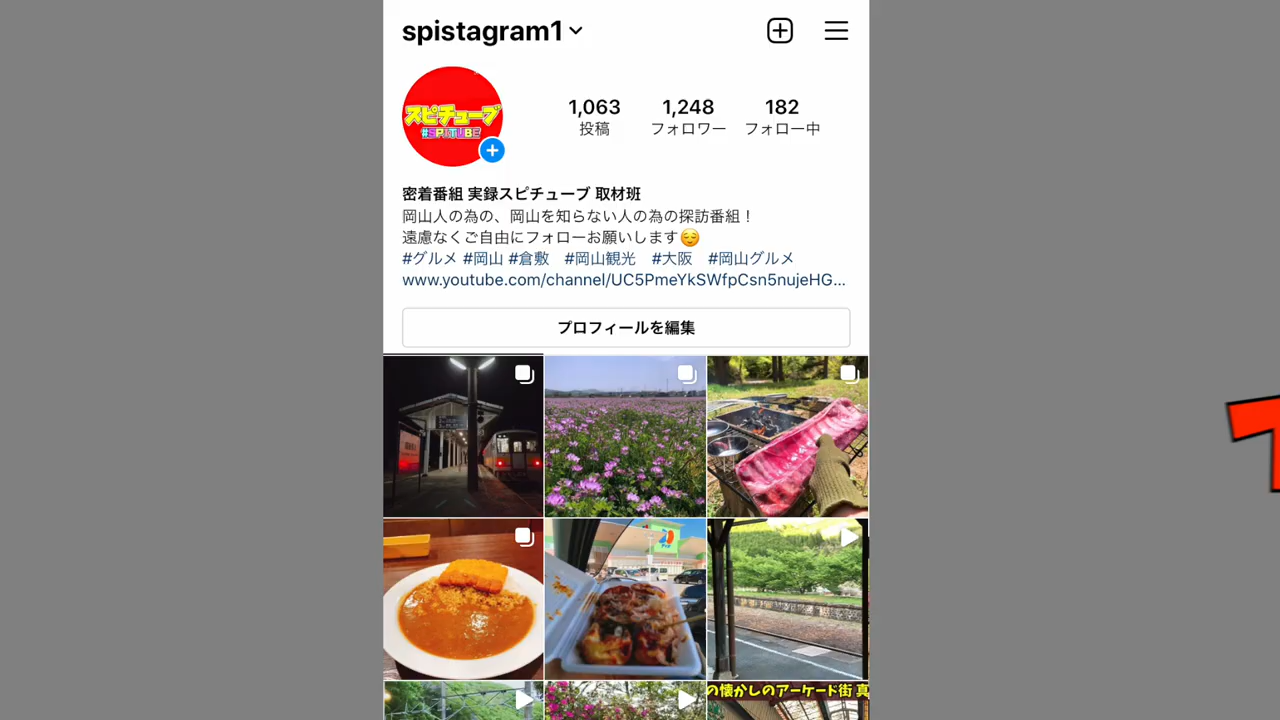 spistagram1
スピチューブ
#SPITUBE
1,063 1,248 182
投稿 フォロワー フォロー中
密着番組 実録スピチューブ 取材班
岡山人の為の、岡山を知らない人の為の探訪番組！
遠慮なくご自由にフォローお願いします😌
#グルメ #岡山 #倉敷　#岡山観光　#大阪　#岡山グルメ
www.youtube.com/channel/UC5PmeYkSWfpCsn5nujeHG...
プロフィールを編集
の懐かしのアーケード街 真